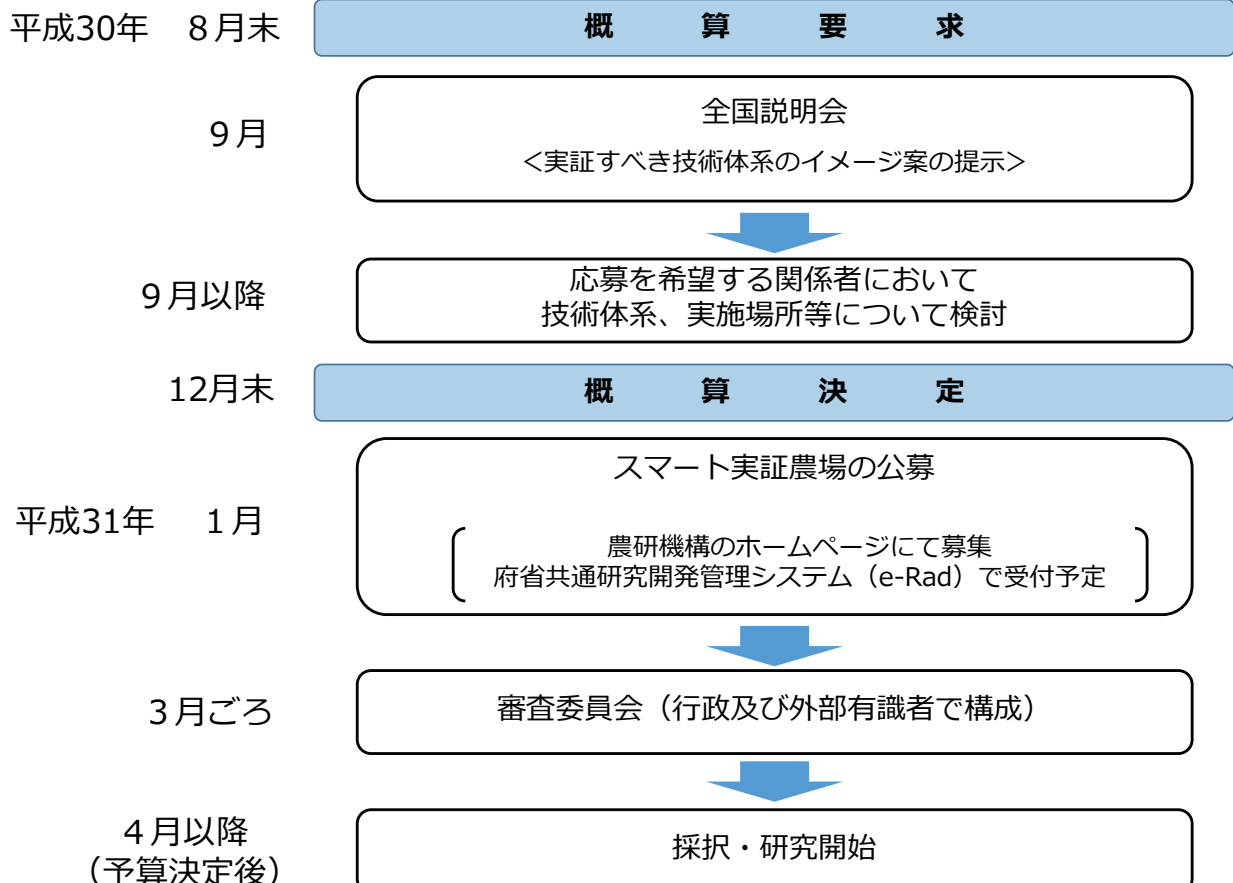 平成30年　８月末
概　算　要　求
９月
全国説明会
＜実証すべき技術体系のイメージ案の提示＞
９月以降
応募を希望する関係者において
技術体系、実施場所等について検討
12月末
概　算　決　定
平成31年　１月
スマート実証農場の公募
農研機構のホームページにて募集
府省共通研究開発管理システム（e-Rad）で受付予定
３月ごろ
審査委員会（行政及び外部有識者で構成）
４月以降
（予算決定後）
採択・研究開始